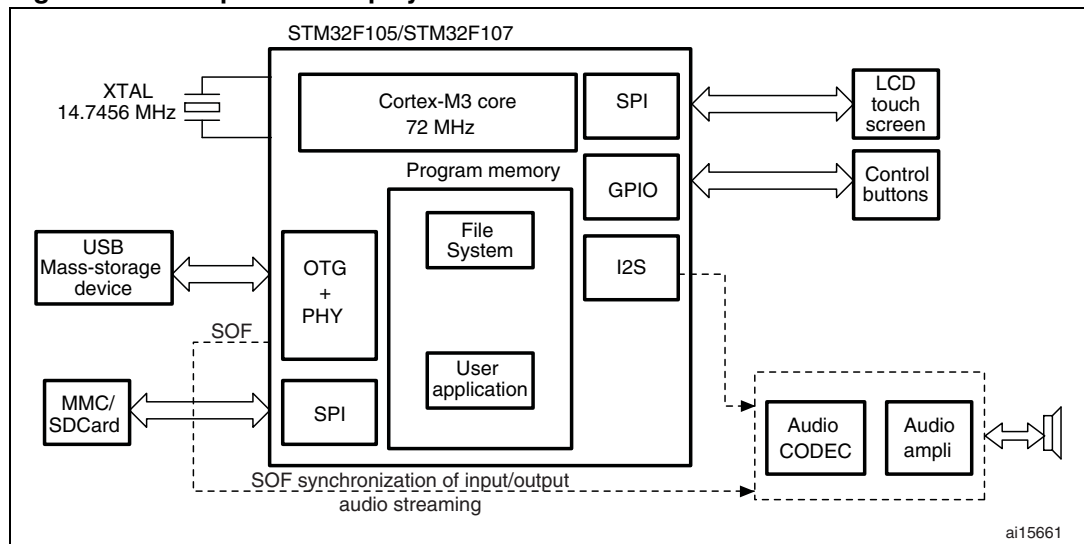 STM32F105/STM32F107
XTAL
14.7456 MHz
Cortex-M3 core
72 MHz
SPI
LCD
touch
screen
Program memory
GPIO
Control
buttons
File
System
I2S
USB
Mass-storage
device
OTG
+
PHY
SOF
User
application
MMC/
SDCard
SPI
Audio
CODEC
Audio
ampli
SOF synchronization of input/output
audio streaming
ai15661